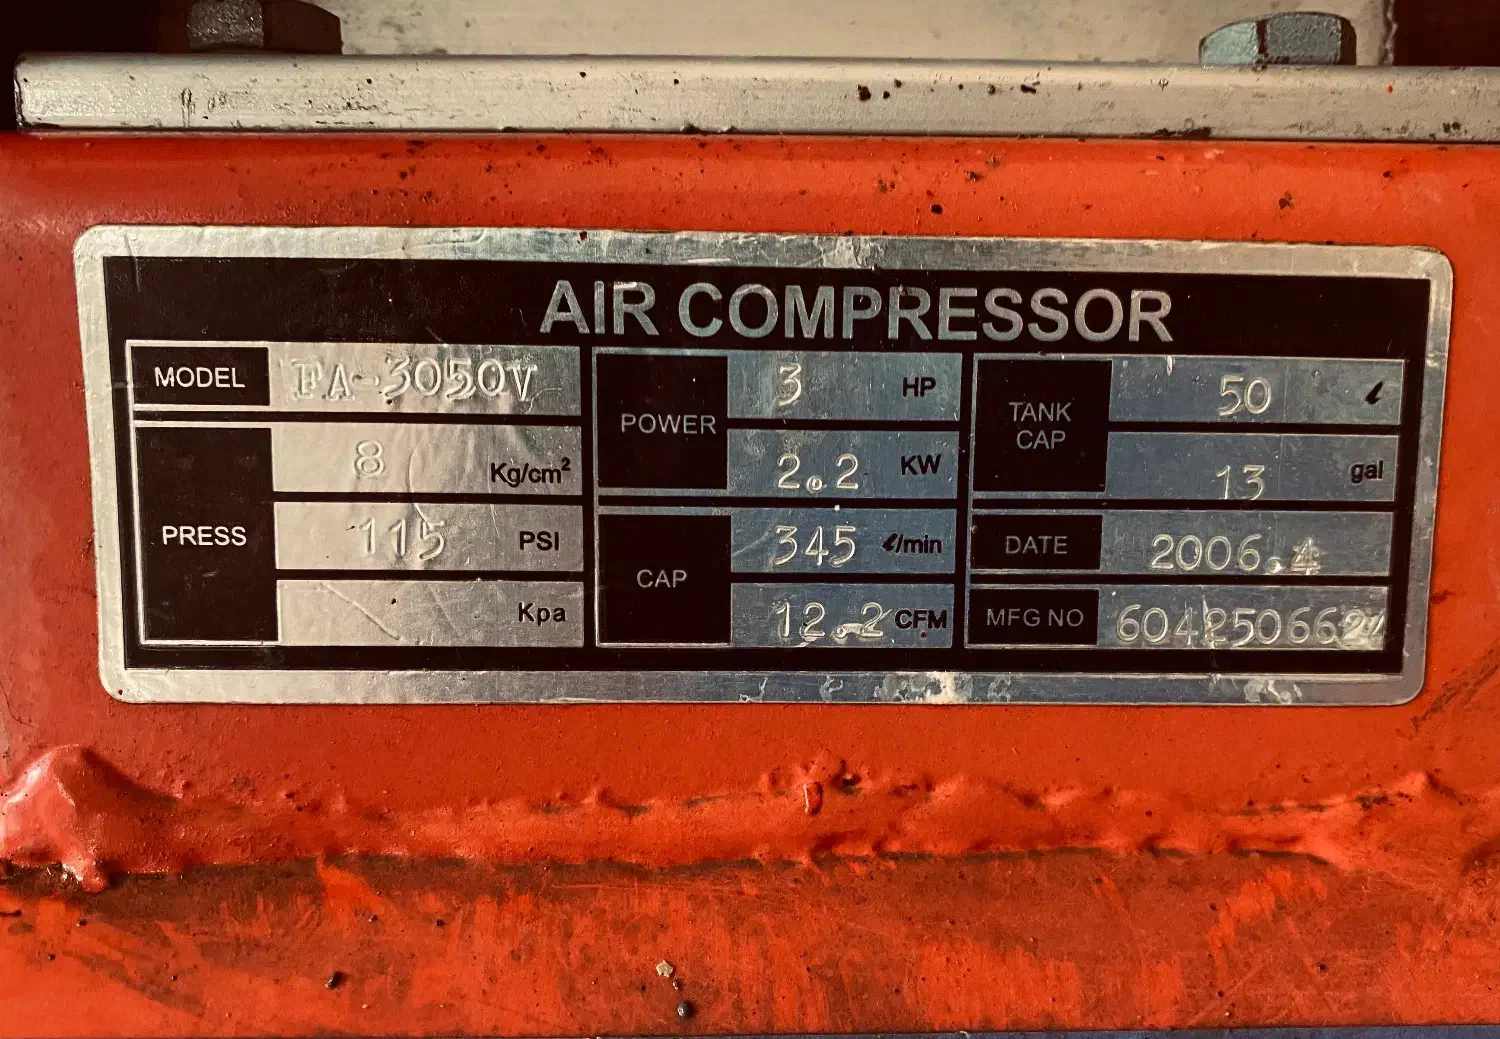 AIR COMPRESSOR
MODEL FA-3050V
PRESS
8 Kg/cm²
115 PSI
Kpa
POWER
3 HP
2.2 KW
CAP
345 ℓ/min
12.2 CFM
TANK CAP
50 ℓ
13 gal
DATE 2006.4
MFG NO